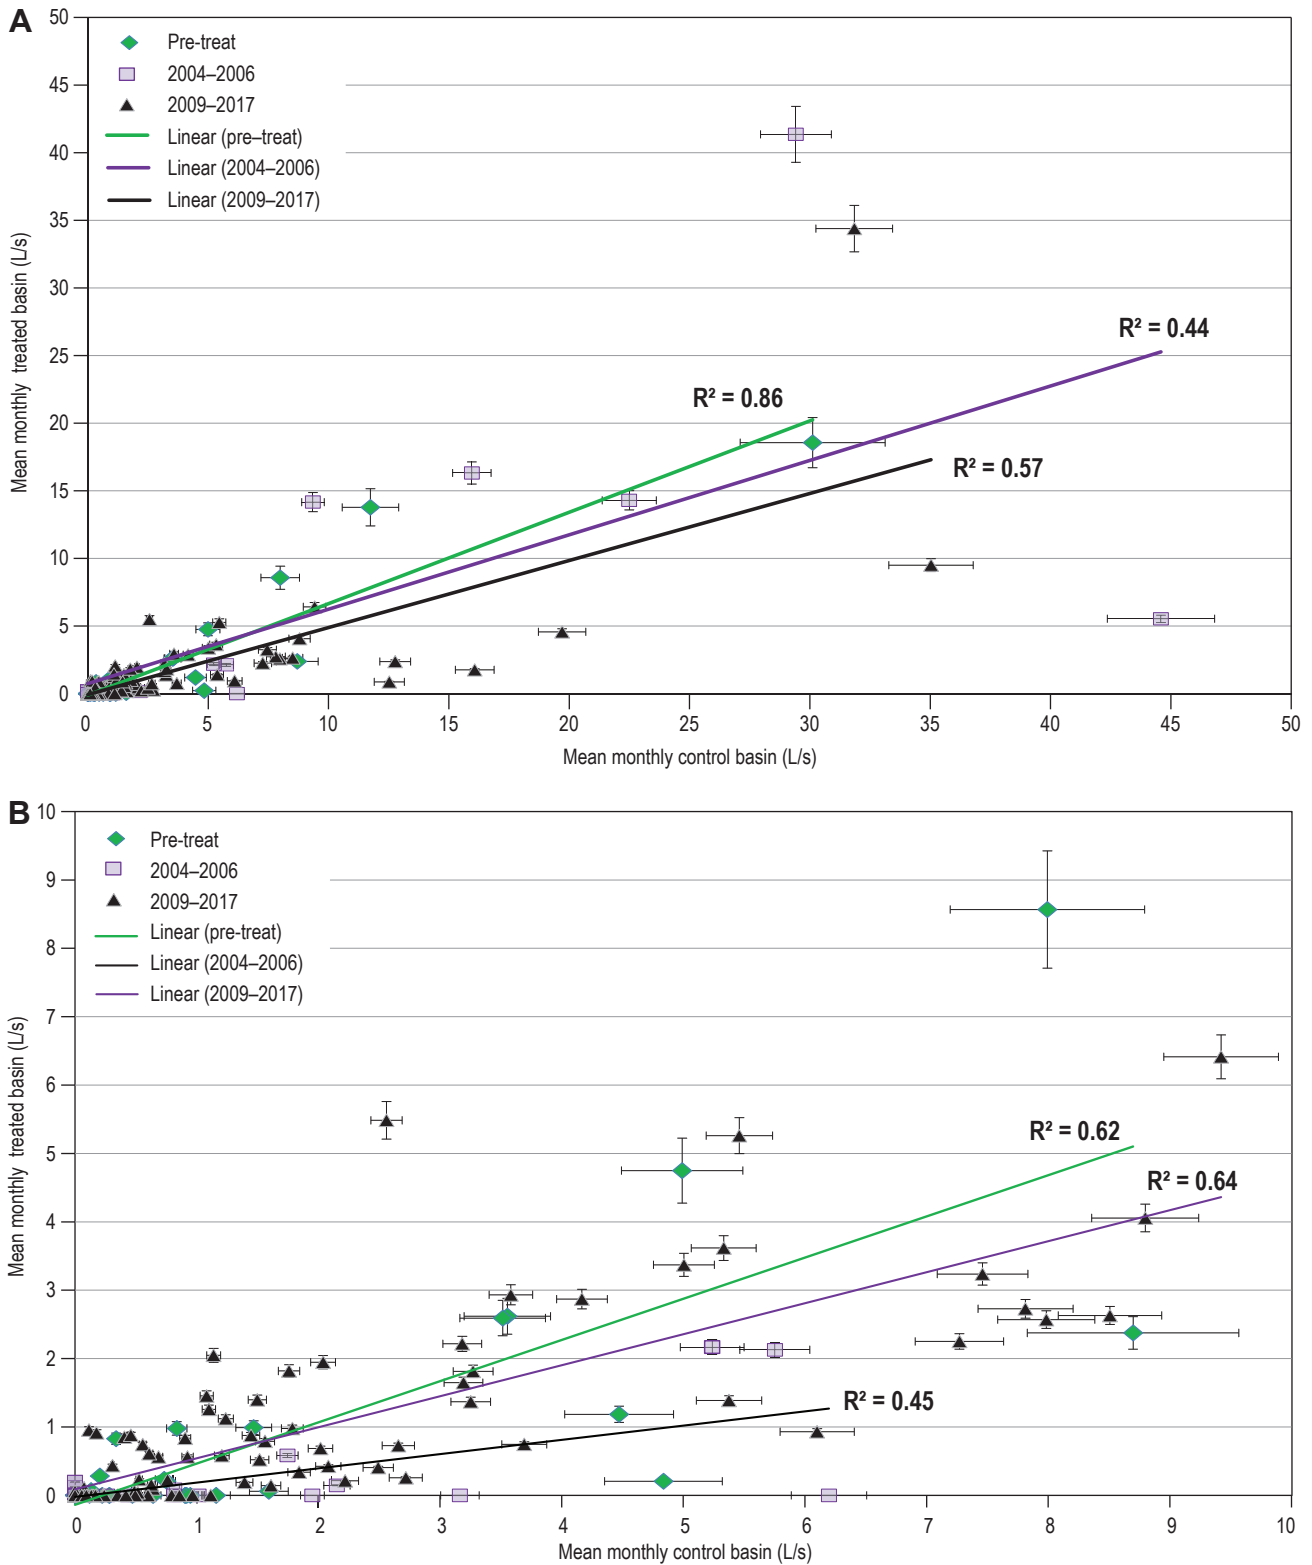 A
50
45
40
35
30
25
20
15
10
5
0
Mean monthly treated basin (L/s)
Pre-treat
2004–2006
2009–2017
Linear (pre–treat)
Linear (2004–2006)
Linear (2009–2017)
R² = 0.44
R² = 0.86
R² = 0.57
0 5 10 15 20 25 30 35 40 45 50
Mean monthly control basin (L/s)
B
10
9
8
7
6
5
4
3
2
1
0
Mean monthly treated basin (L/s)
Pre-treat
2004–2006
2009–2017
Linear (pre-treat)
Linear (2004–2006)
Linear (2009–2017)
R² = 0.62
R² = 0.64
R² = 0.45
0 1 2 3 4 5 6 7 8 9 10
Mean monthly control basin (L/s)